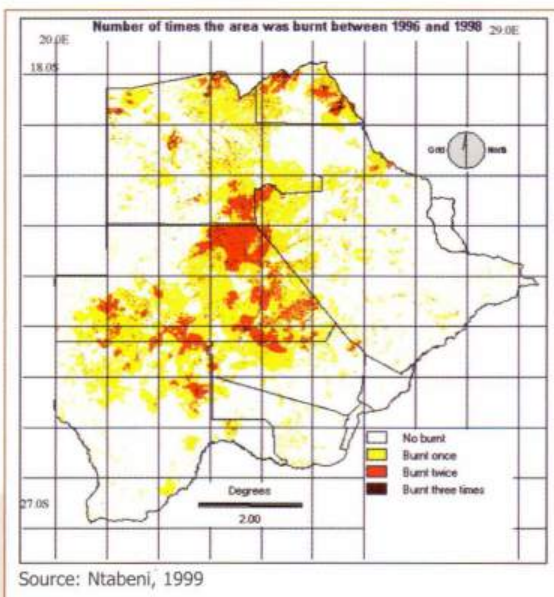 Number of times the area was burnt between 1996 and 1998
20.0E
29.0E
18.0S
Grid North
No burnt
Burnt once
Burnt twice
Burnt three times
Degrees
2.00
27.0S
Source: Ntabeni, 1999